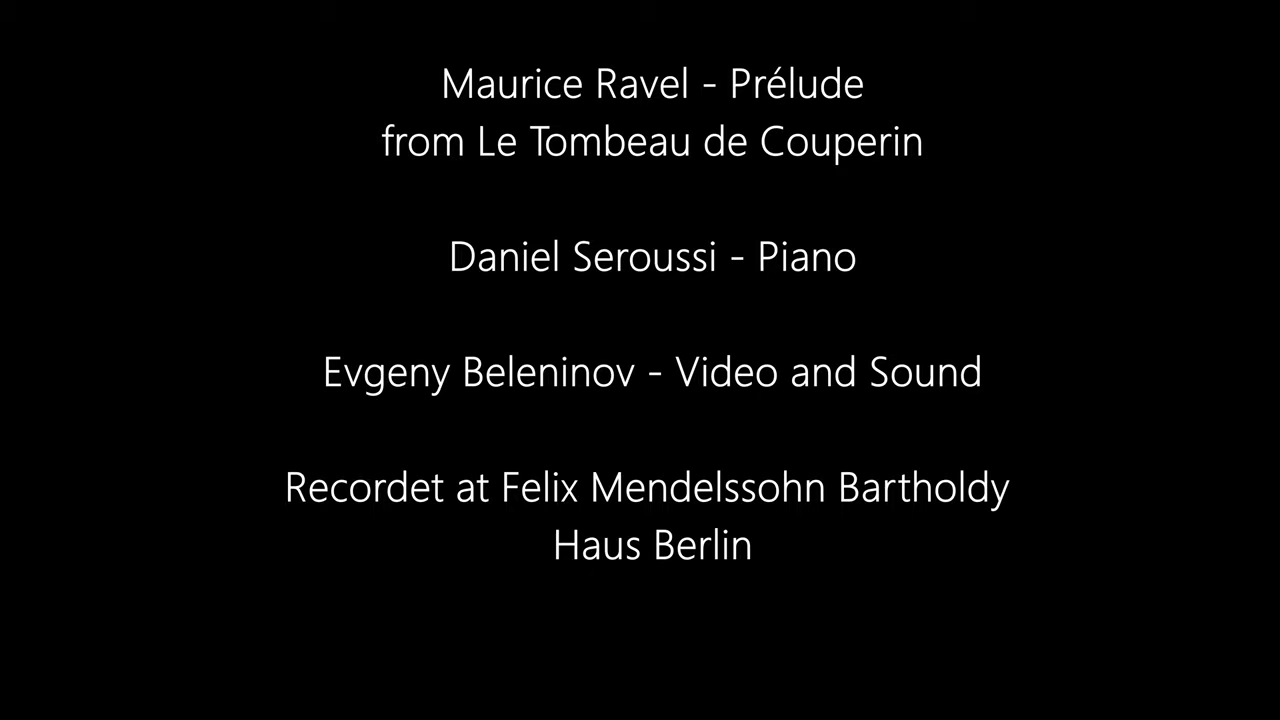 Maurice Ravel - Prélude
from Le Tombeau de Couperin
Daniel Seroussi - Piano
Evgeny Beleninov - Video and Sound
Recordet at Felix Mendelssohn Bartholdy
Haus Berlin